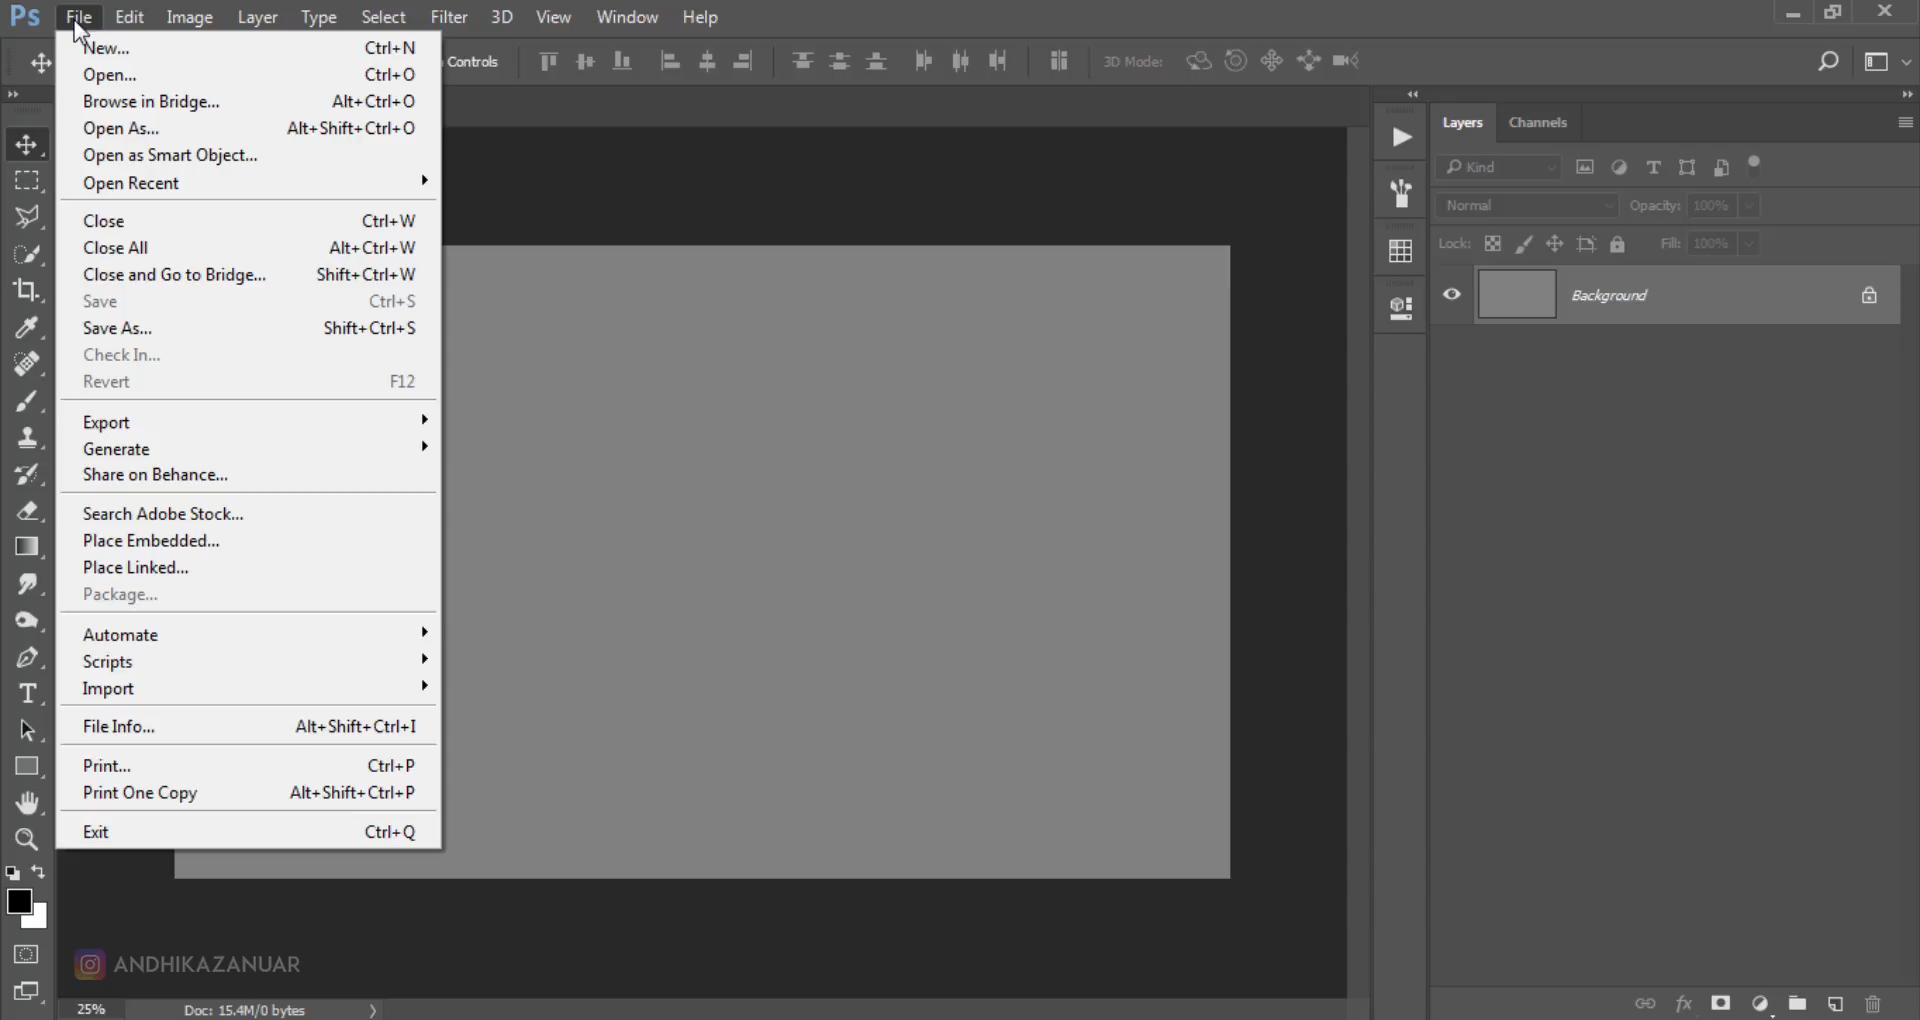 Ps File Edit Image Layer Type Select Filter 3D View Window Help
Controls 3D Mode:
New... Ctrl+N
Open... Ctrl+O
Browse in Bridge... Alt+Ctrl+O
Open As... Alt+Shift+Ctrl+O
Open as Smart Object...
Open Recent
Close Ctrl+W
Close All Alt+Ctrl+W
Close and Go to Bridge... Shift+Ctrl+W
Save Ctrl+S
Save As... Shift+Ctrl+S
Check In...
Revert F12
Export
Generate
Share on Behance...
Search Adobe Stock...
Place Embedded...
Place Linked...
Package...
Automate
Scripts
Import
File Info... Alt+Shift+Ctrl+I
Print... Ctrl+P
Print One Copy Alt+Shift+Ctrl+P
Exit Ctrl+Q
Layers Channels
Kind
Normal Opacity: 100%
Lock: Fill: 100%
Background
ANDHIKAZANUAR
25% Doc: 15.4M/0 bytes
fx